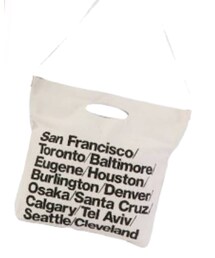 San Francisco/
Toronto/Baltimore/
Eugene/Houston/
Burlington/Denver/
Osaka/Santa Cruz/
Calgary/Tel Aviv/
Seattle/Cleveland